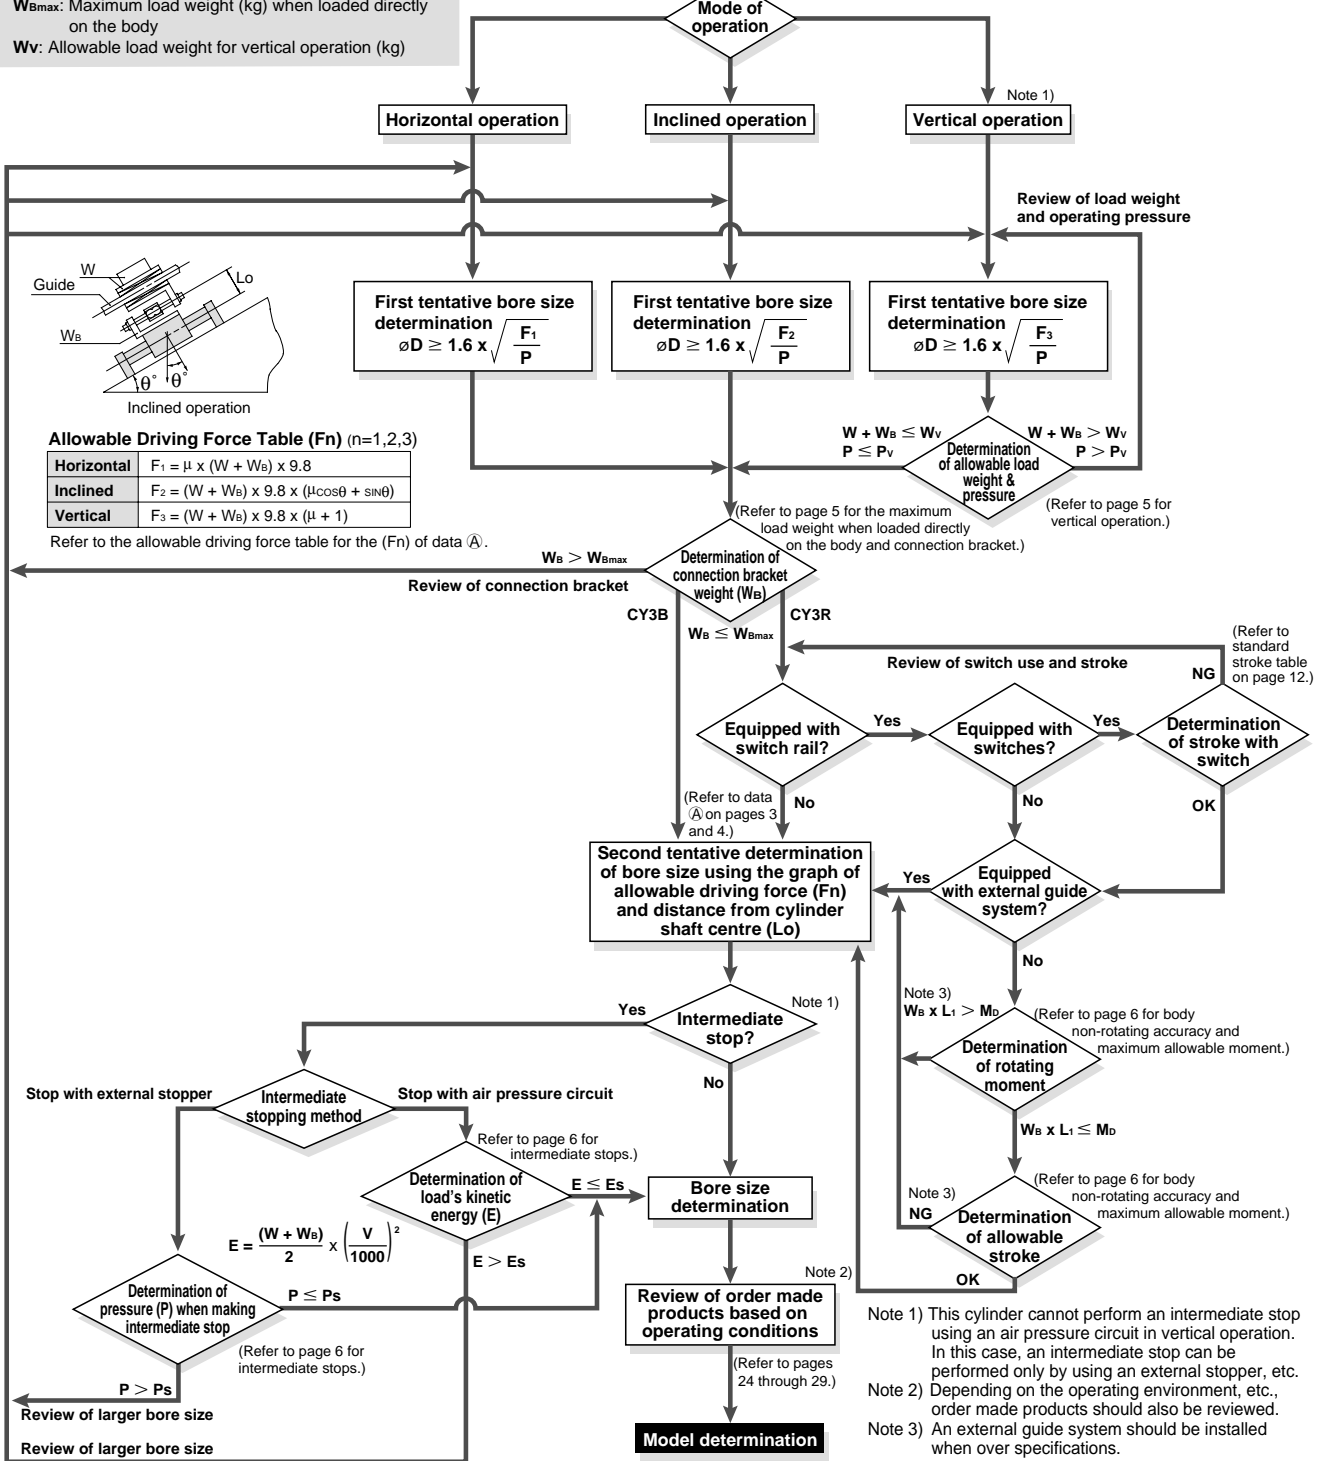 WBmax: Maximum load weight (kg) when loaded directly
on the body
Wv: Allowable load weight for vertical operation (kg)
Mode of
operation
Note 1)
Horizontal operation
Inclined operation
Vertical operation
Review of load weight
and operating pressure
W
Guide
Lo
WB
θ°
θ°
Inclined operation
First tentative bore size
determination
øD ≥ 1.6 x √ F1
P
First tentative bore size
determination
øD ≥ 1.6 x √ F2
P
First tentative bore size
determination
øD ≥ 1.6 x √ F3
P
Allowable Driving Force Table (Fn) (n=1,2,3)
Horizontal F1 = μ x (W + WB) x 9.8
Inclined F2 = (W + WB) x 9.8 x (μCOSθ + SINθ)
Vertical F3 = (W + WB) x 9.8 x (μ + 1)
Refer to the allowable driving force table for the (Fn) of data Ⓐ.
W + WB ≤ WV
P ≤ PV
W + WB > WV
P > PV
Determination
of allowable load
weight &
pressure
(Refer to page 5 for
vertical operation.)
(Refer to page 5 for the maximum
load weight when loaded directly
on the body and connection bracket.)
WB > WBmax
Review of connection bracket
Determination of
connection bracket
weight (WB)
CY3B
WB ≤ WBmax
CY3R
(Refer to
standard
stroke table
on page 12.)
Review of switch use and stroke
NG
Equipped with
switch rail?
Yes
Equipped with
switches?
Yes
Determination
of stroke with
switch
(Refer to data
Ⓐ on pages 3
and 4.)
No
No
OK
Second tentative determination
of bore size using the graph of
allowable driving force (Fn)
and distance from cylinder
shaft centre (Lo)
Yes
Equipped
with external guide
system?
No
Note 1)
Yes
Intermediate
stop?
No
Note 3)
WB x L1 > MD
(Refer to page 6 for body
non-rotating accuracy and
maximum allowable moment.)
Determination
of rotating
moment
WB x L1 ≤ MD
Stop with external stopper
Intermediate
stopping method
Stop with air pressure circuit
Refer to page 6 for
intermediate stops.)
Determination of
load's kinetic
energy (E)
E ≤ Es
E = (W + WB)
2 x ( V
1000 ) 2
E > Es
Bore size
determination
(Refer to page 6 for body
non-rotating accuracy and
maximum allowable moment.)
Note 3)
NG
Determination
of allowable
stroke
OK
Determination of
pressure (P) when making
intermediate stop
P ≤ Ps
(Refer to page 6 for
intermediate stops.)
P > Ps
Review of larger bore size
Review of larger bore size
Note 2)
Review of order made
products based on
operating conditions
(Refer to pages
24 through 29.)
Model determination
Note 1) This cylinder cannot perform an intermediate stop
using an air pressure circuit in vertical operation.
In this case, an intermediate stop can be
performed only by using an external stopper, etc.
Note 2) Depending on the operating environment, etc.,
order made products should also be reviewed.
Note 3) An external guide system should be installed
when over specifications.